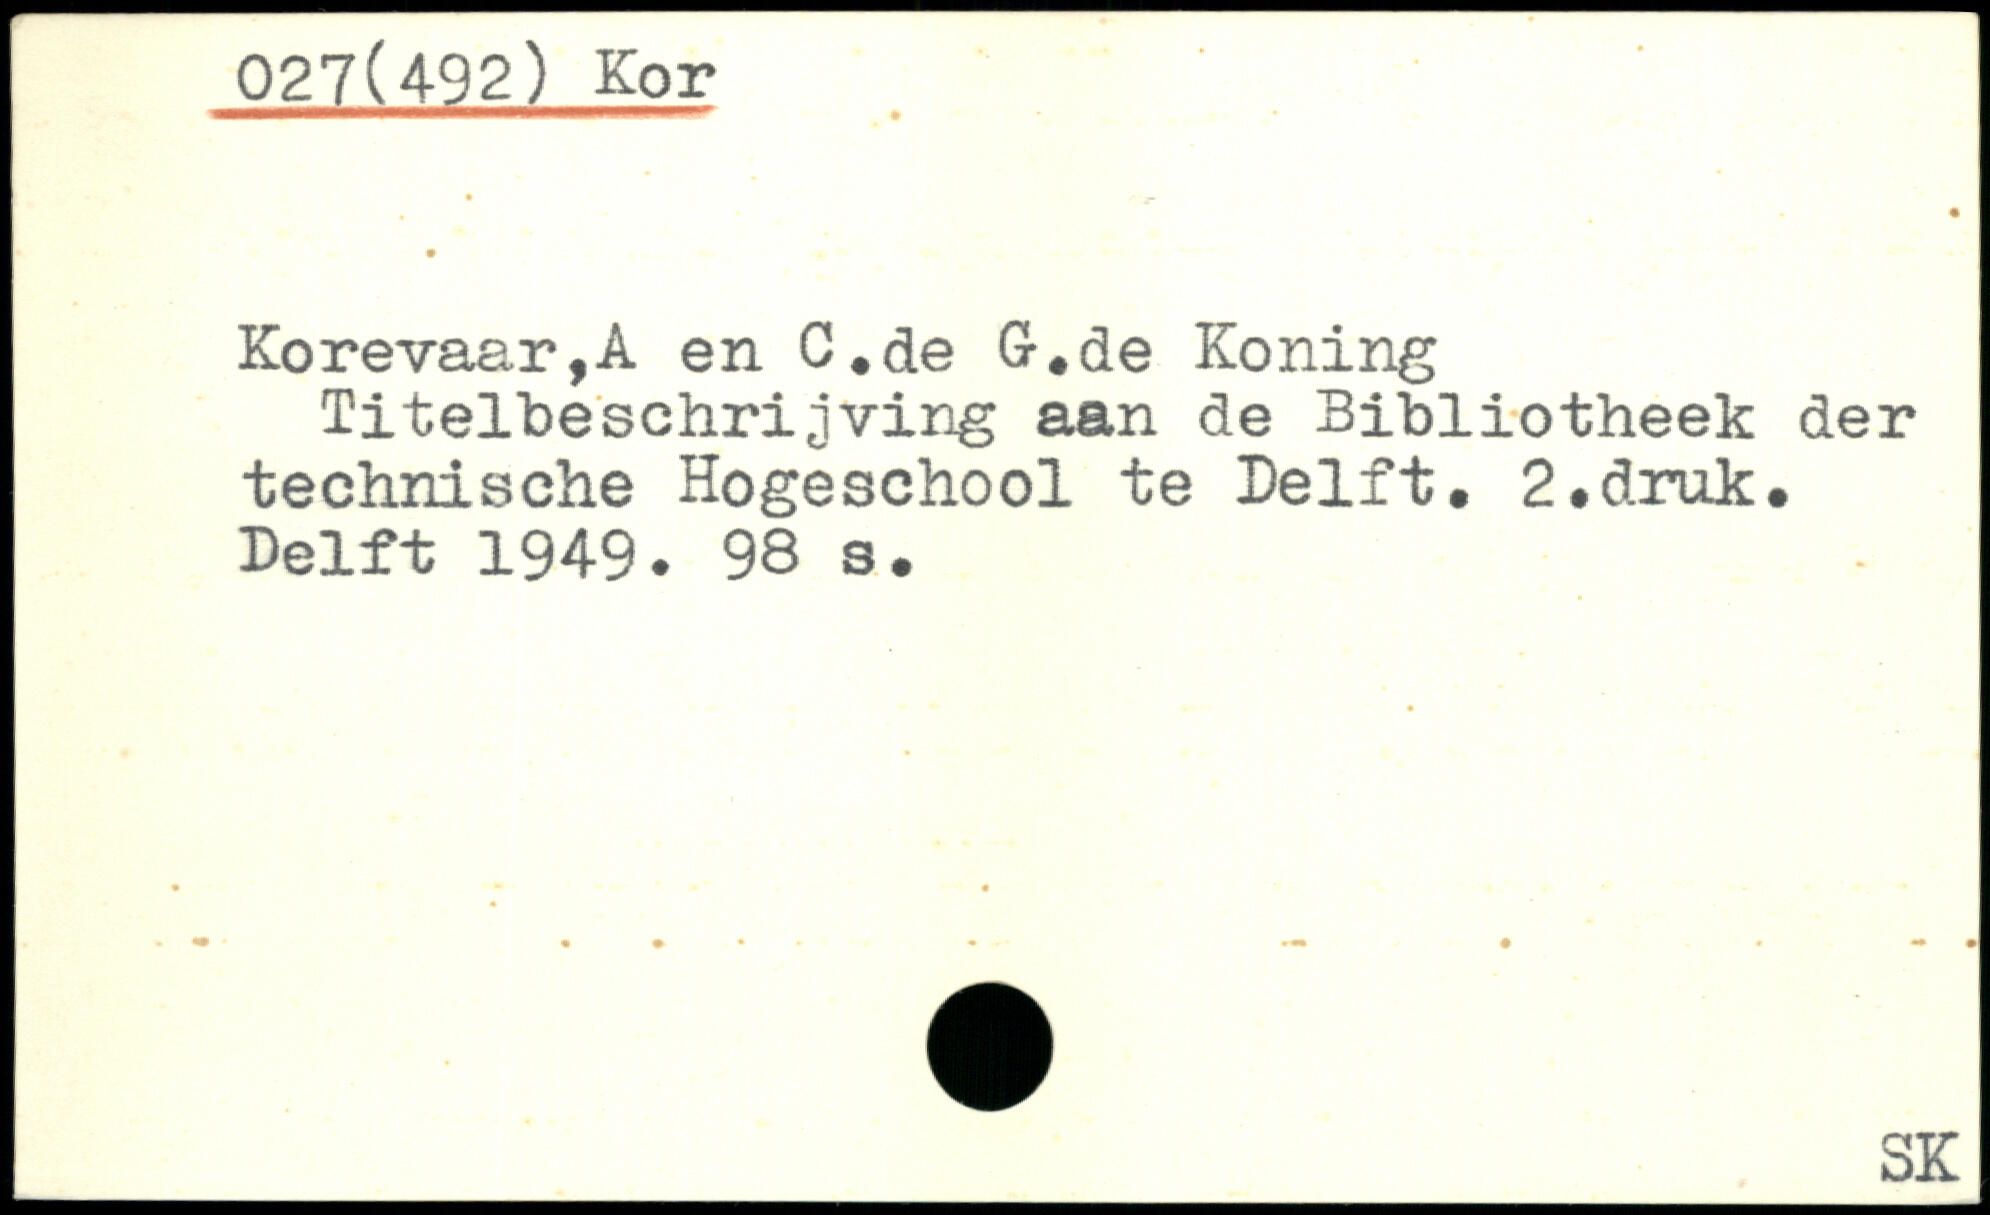 027(492) Kor
Korevaar,A en C.de G.de Koning
Titelbeschrijving aan de Bibliotheek der
technische Hogeschool te Delft. 2.druk.
Delft 1949. 98 s.
SK